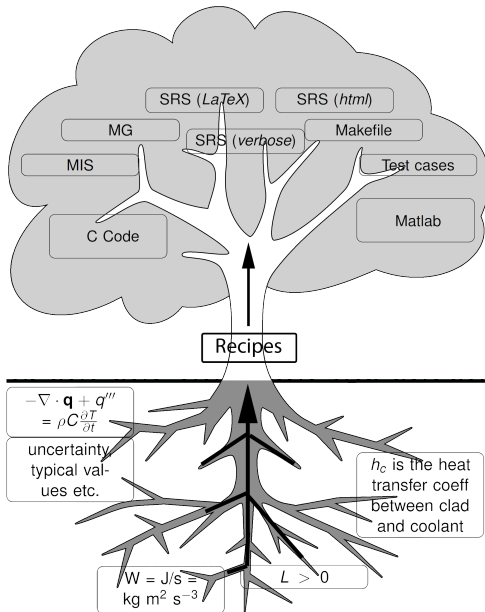 SRS (LaTeX)
SRS (html)
MG
SRS (verbose)
Makefile
MIS
Test cases
C Code
Matlab
Recipes
−∇ · q + q′′′
= ρC ∂T/∂t
uncertainty,
typical val-
ues etc.
h_c is the heat
transfer coeff
between clad
and coolant
W = J/s =
kg m² s⁻³
L > 0